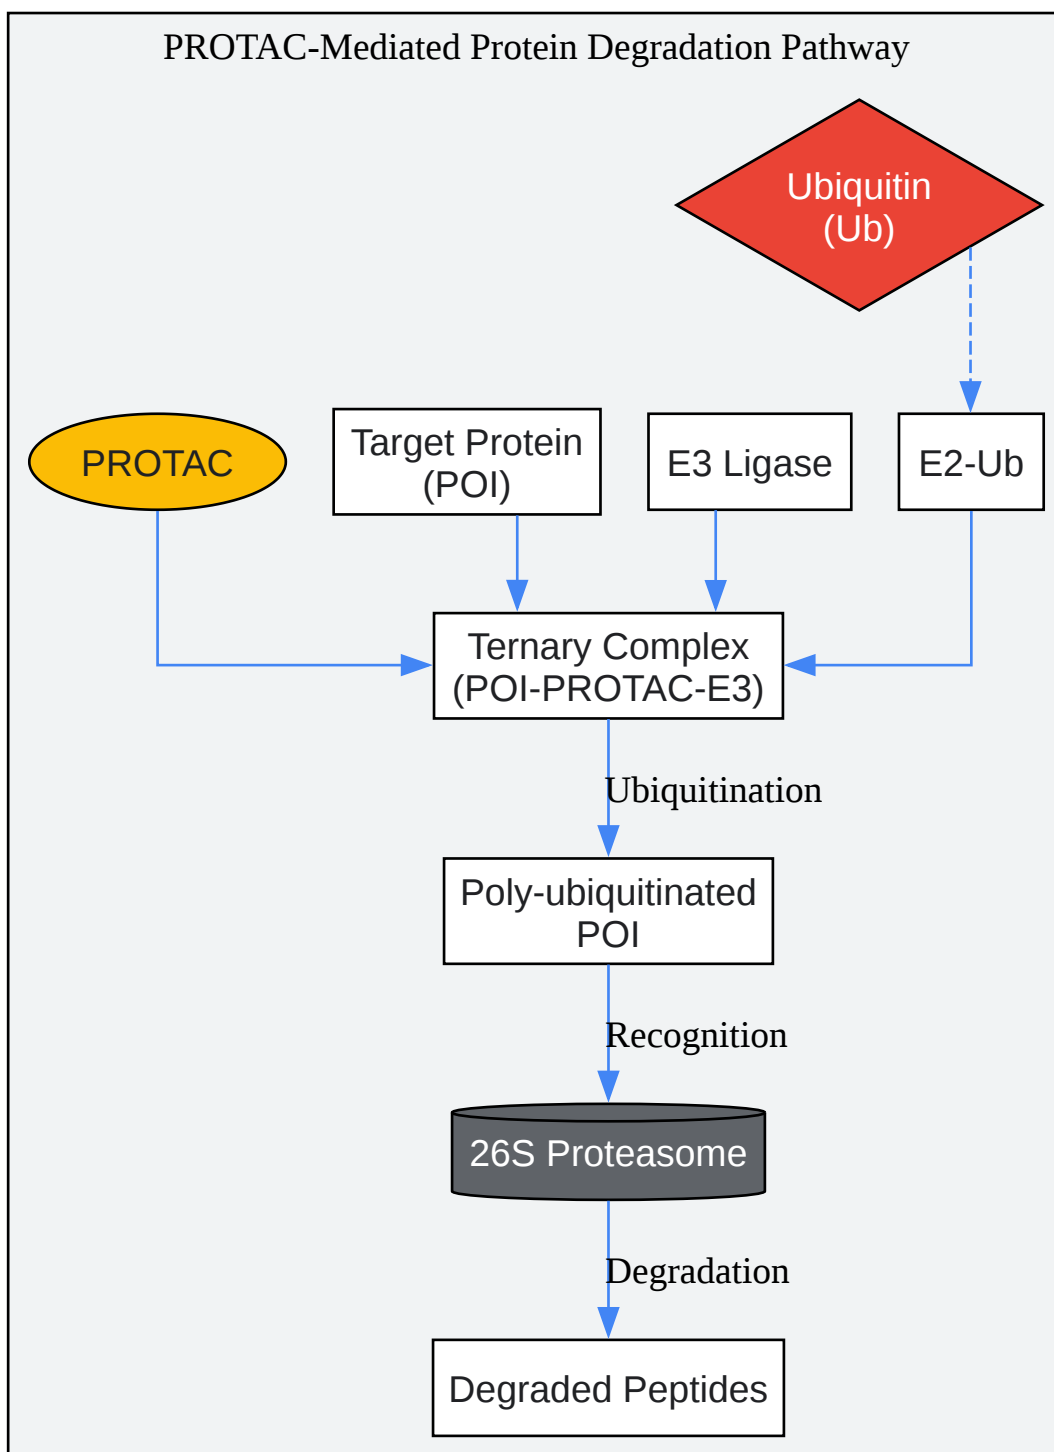 PROTAC-Mediated Protein Degradation Pathway
Ubiquitin
(Ub)
PROTAC
Target Protein
(POI)
E3 Ligase
E2-Ub
Ternary Complex
(POI-PROTAC-E3)
Ubiquitination
Poly-ubiquitinated
POI
Recognition
26S Proteasome
Degradation
Degraded Peptides